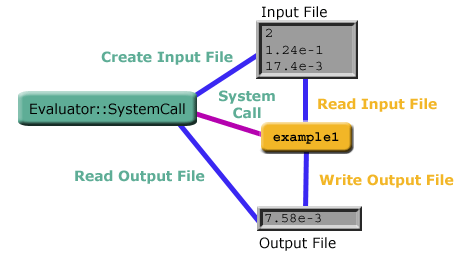 Input File
2
1.24e-1
17.4e-3
Create Input File
System
Call
Read Input File
Evaluator::SystemCall
example1
Read Output File
Write Output File
7.58e-3
Output File